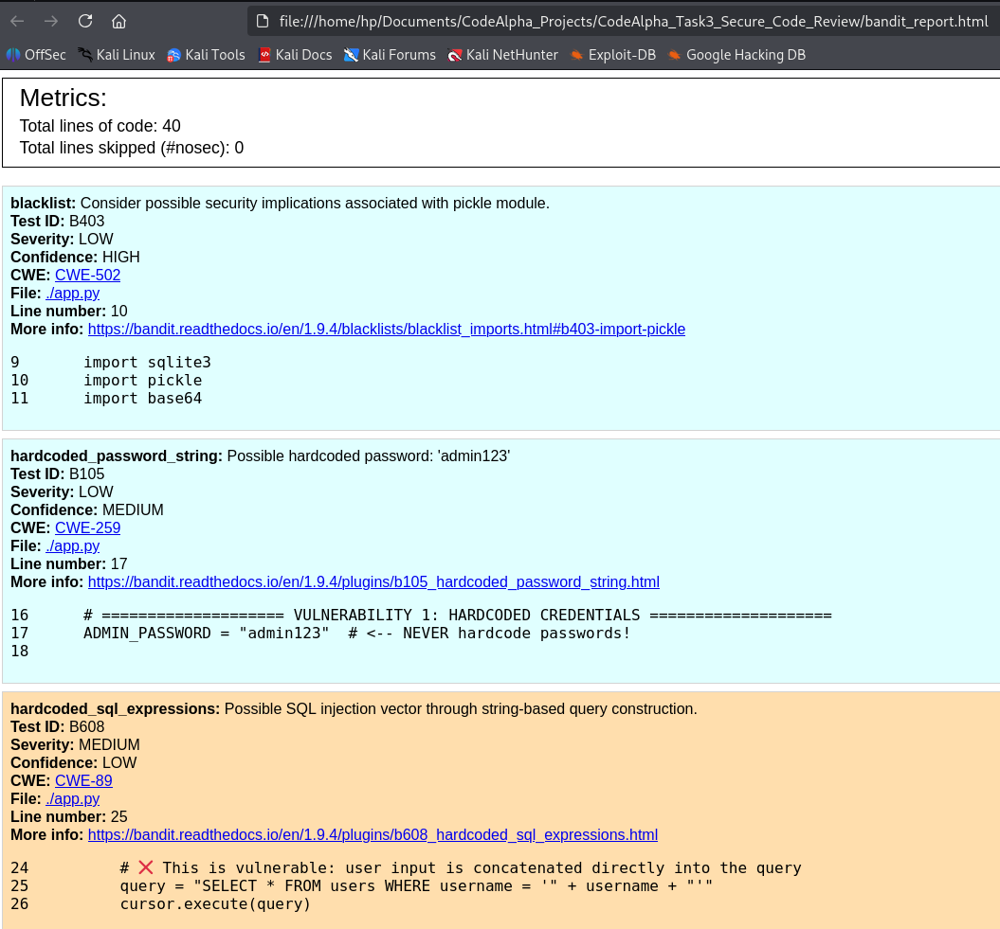 file:///home/hp/Documents/CodeAlpha_Projects/CodeAlpha_Task3_Secure_Code_Review/bandit_report.html
OffSec Kali Linux Kali Tools Kali Docs Kali Forums Kali NetHunter Exploit-DB Google Hacking DB
Metrics:
Total lines of code: 40
Total lines skipped (#nosec): 0
blacklist: Consider possible security implications associated with pickle module.
Test ID: B403
Severity: LOW
Confidence: HIGH
CWE: CWE-502
File: ./app.py
Line number: 10
More info: https://bandit.readthedocs.io/en/1.9.4/blacklists/blacklist_imports.html#b403-import-pickle
9 import sqlite3
10 import pickle
11 import base64
hardcoded_password_string: Possible hardcoded password: 'admin123'
Test ID: B105
Severity: LOW
Confidence: MEDIUM
CWE: CWE-259
File: ./app.py
Line number: 17
More info: https://bandit.readthedocs.io/en/1.9.4/plugins/b105_hardcoded_password_string.html
16 # ==================== VULNERABILITY 1: HARDCODED CREDENTIALS ====================
17 ADMIN_PASSWORD = "admin123"  # <-- NEVER hardcode passwords!
18
hardcoded_sql_expressions: Possible SQL injection vector through string-based query construction.
Test ID: B608
Severity: MEDIUM
Confidence: LOW
CWE: CWE-89
File: ./app.py
Line number: 25
More info: https://bandit.readthedocs.io/en/1.9.4/plugins/b608_hardcoded_sql_expressions.html
24 # ❌ This is vulnerable: user input is concatenated directly into the query
25 query = "SELECT * FROM users WHERE username = '" + username + "'"
26 cursor.execute(query)